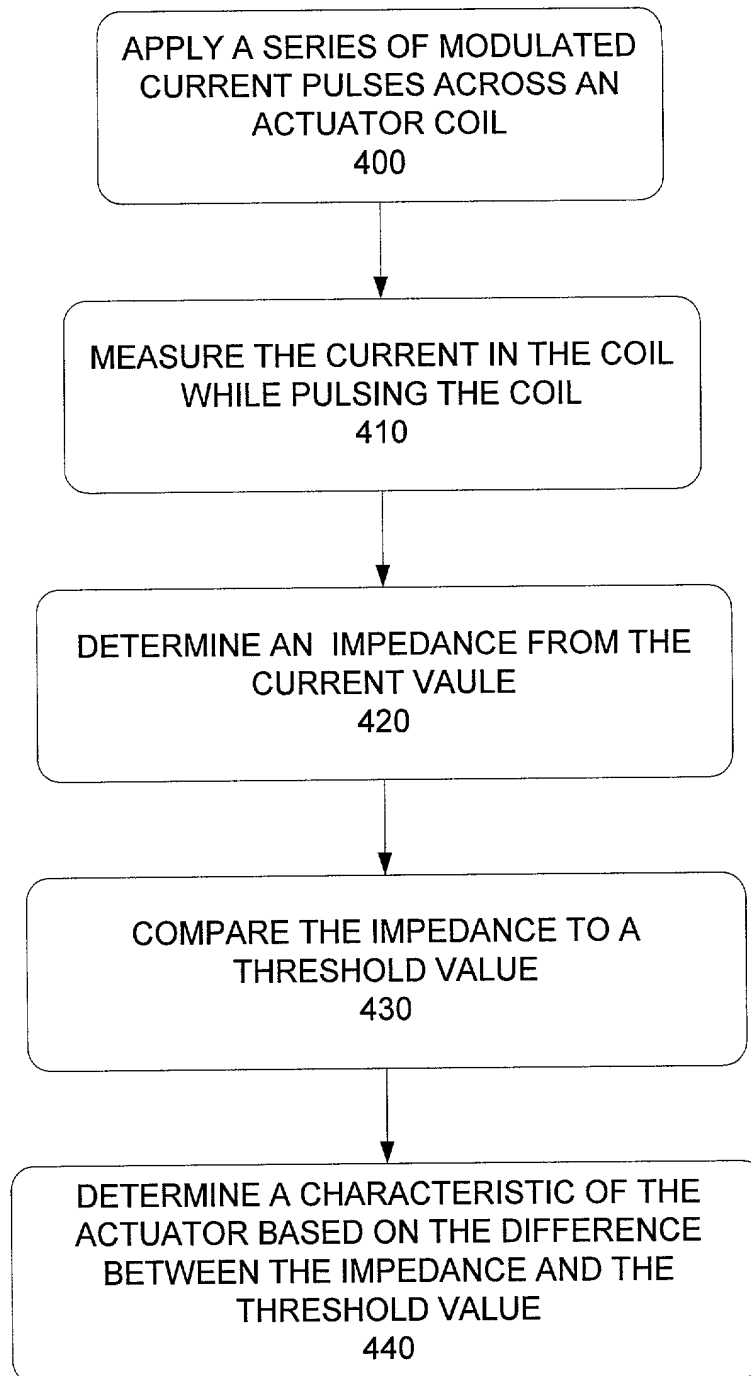 APPLY A SERIES OF MODULATED
CURRENT PULSES ACROSS AN
ACTUATOR COIL
400
MEASURE THE CURRENT IN THE COIL
WHILE PULSING THE COIL
410
DETERMINE AN IMPEDANCE FROM THE
CURRENT VAULE
420
COMPARE THE IMPEDANCE TO A
THRESHOLD VALUE
430
DETERMINE A CHARACTERISTIC OF THE
ACTUATOR BASED ON THE DIFFERENCE
BETWEEN THE IMPEDANCE AND THE
THRESHOLD VALUE
440